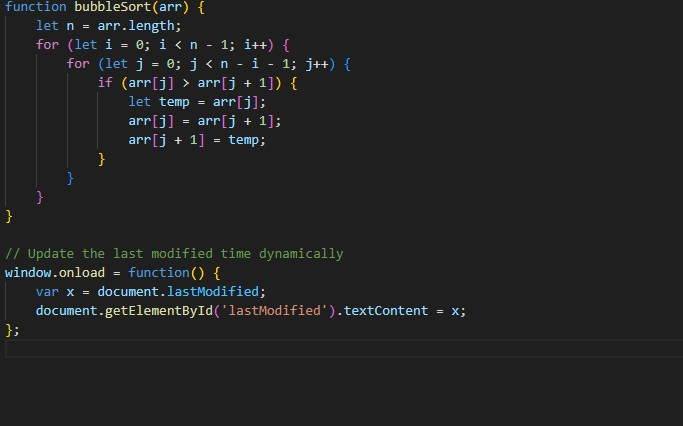 function bubbleSort(arr) {
    let n = arr.length;
    for (let i = 0; i < n - 1; i++) {
        for (let j = 0; j < n - i - 1; j++) {
            if (arr[j] > arr[j + 1]) {
                let temp = arr[j];
                arr[j] = arr[j + 1];
                arr[j + 1] = temp;
            }
        }
    }
}

// Update the last modified time dynamically
window.onload = function() {
    var x = document.lastModified;
    document.getElementById('lastModified').textContent = x;
};